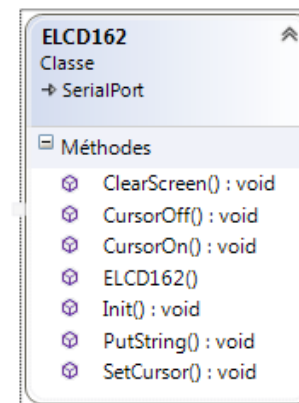 ELCD162
Classe
SerialPort
Méthodes
ClearScreen() : void
CursorOff() : void
CursorOn() : void
ELCD162()
Init() : void
PutString() : void
SetCursor() : void